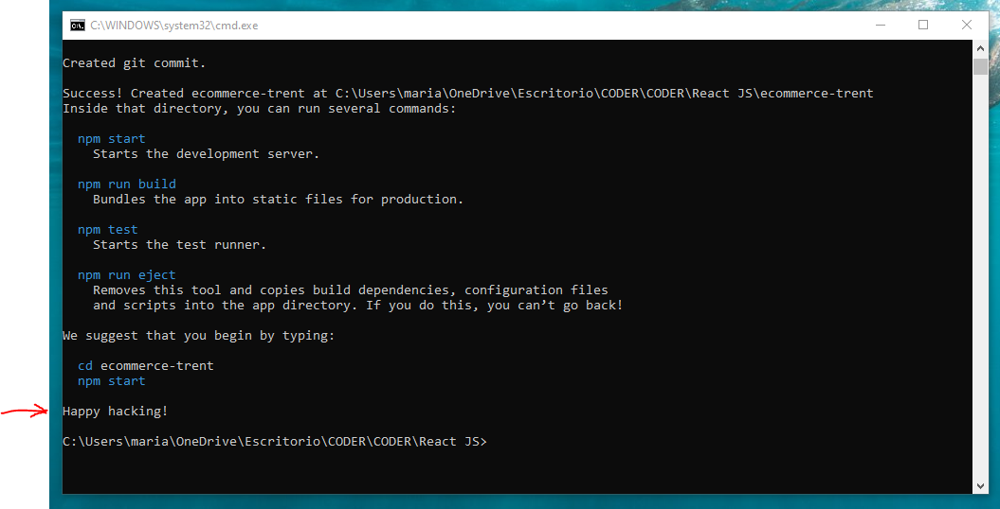 C:\WINDOWS\system32\cmd.exe
Created git commit.
Success! Created ecommerce-trent at C:\Users\maria\OneDrive\Escritorio\CODER\CODER\React JS\ecommerce-trent
Inside that directory, you can run several commands:
npm start
Starts the development server.
npm run build
Bundles the app into static files for production.
npm test
Starts the test runner.
npm run eject
Removes this tool and copies build dependencies, configuration files
and scripts into the app directory. If you do this, you can’t go back!
We suggest that you begin by typing:
cd ecommerce-trent
npm start
Happy hacking!
C:\Users\maria\OneDrive\Escritorio\CODER\CODER\React JS>